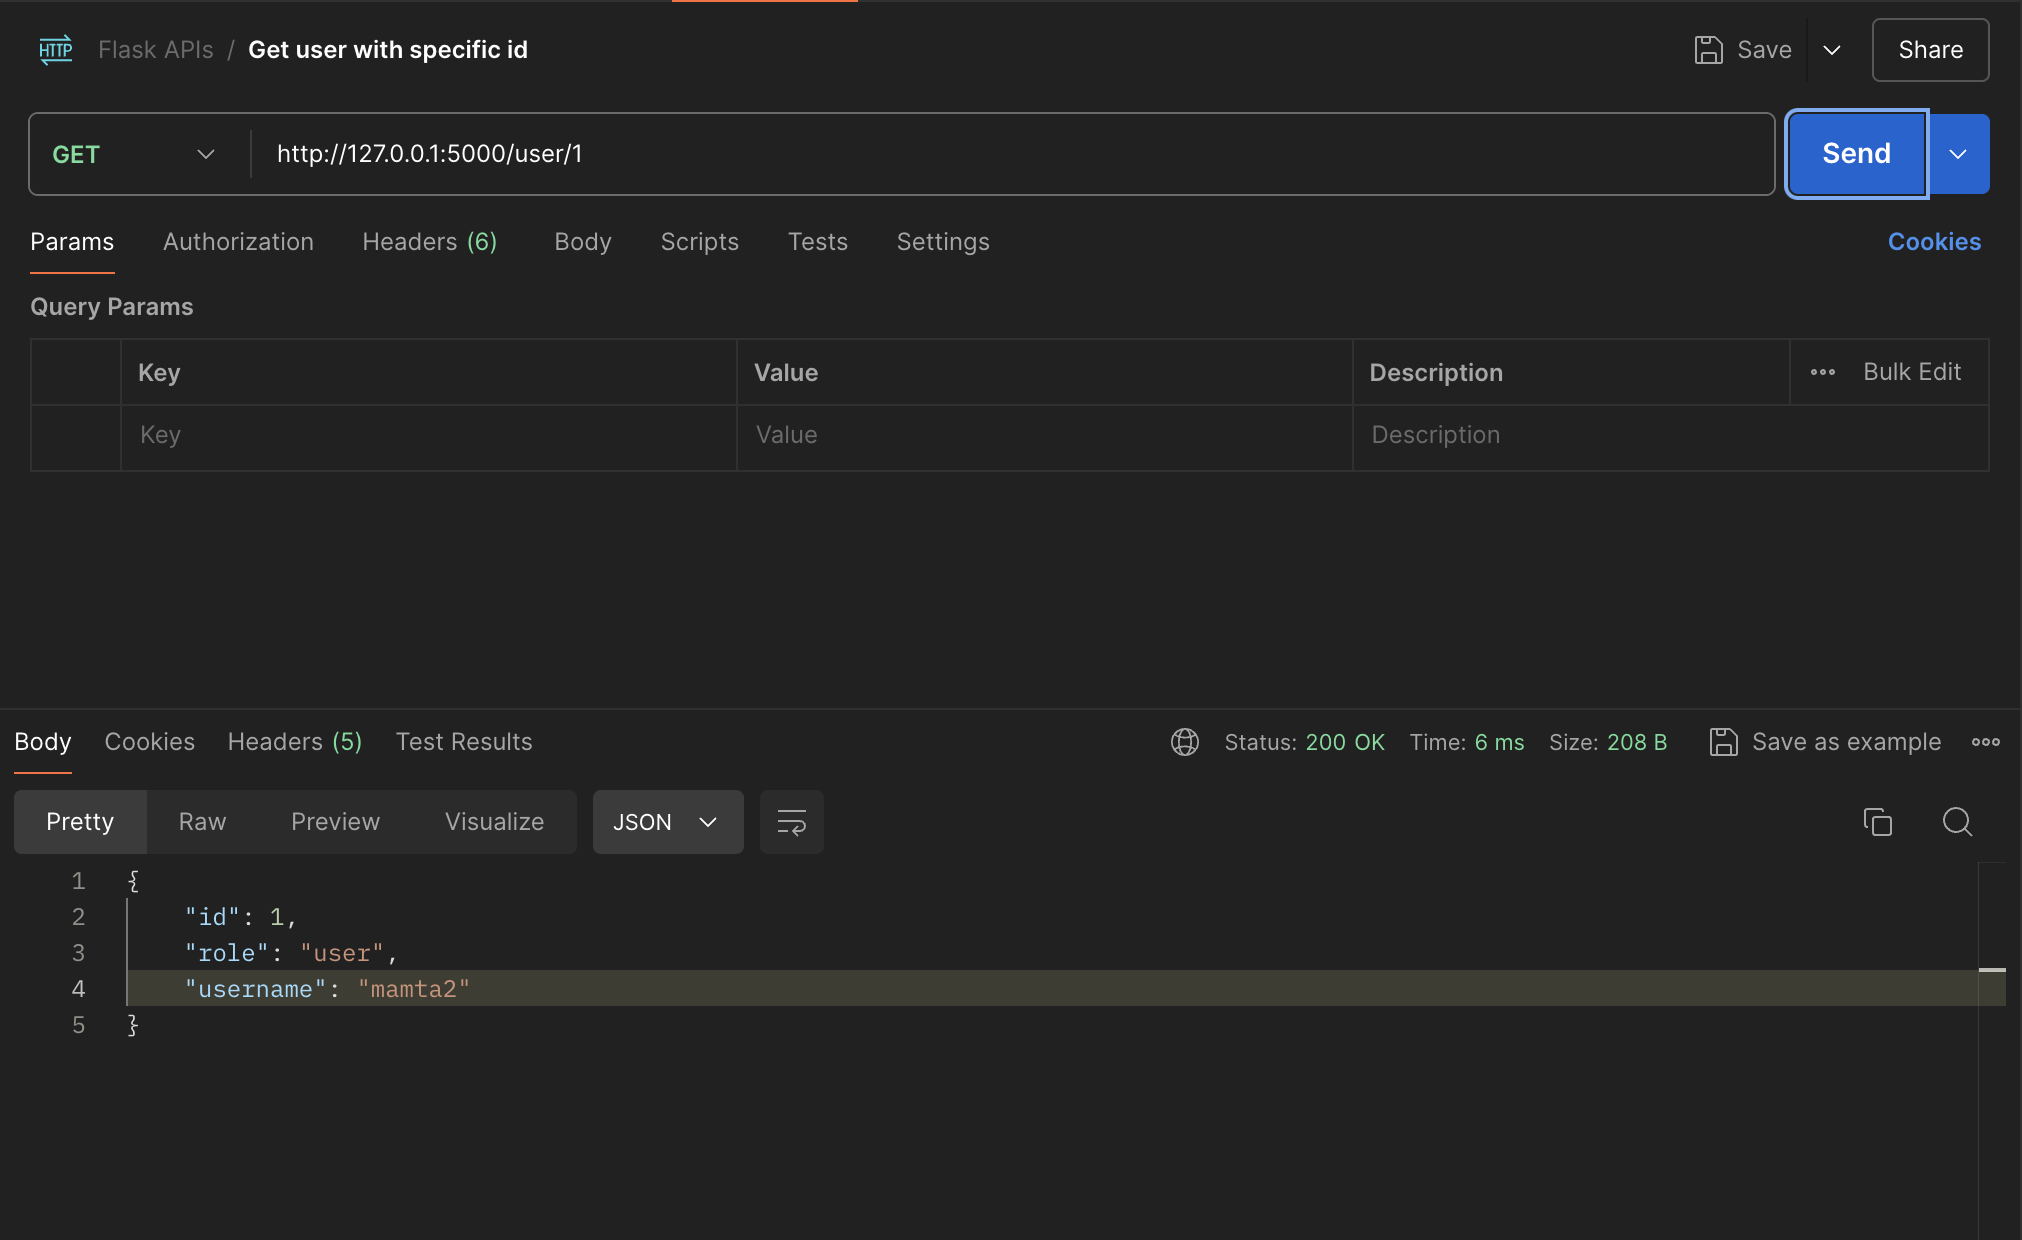 HTTP Flask APIs / Get user with specific id Save Share
GET http://127.0.0.1:5000/user/1 Send
Params Authorization Headers (6) Body Scripts Tests Settings Cookies
Query Params
Key Value Description Bulk Edit
Key Value Description
Body Cookies Headers (5) Test Results Status: 200 OK Time: 6 ms Size: 208 B Save as example
Pretty Raw Preview Visualize JSON
1 {
2 "id": 1,
3 "role": "user",
4 "username": "mamta2"
5 }